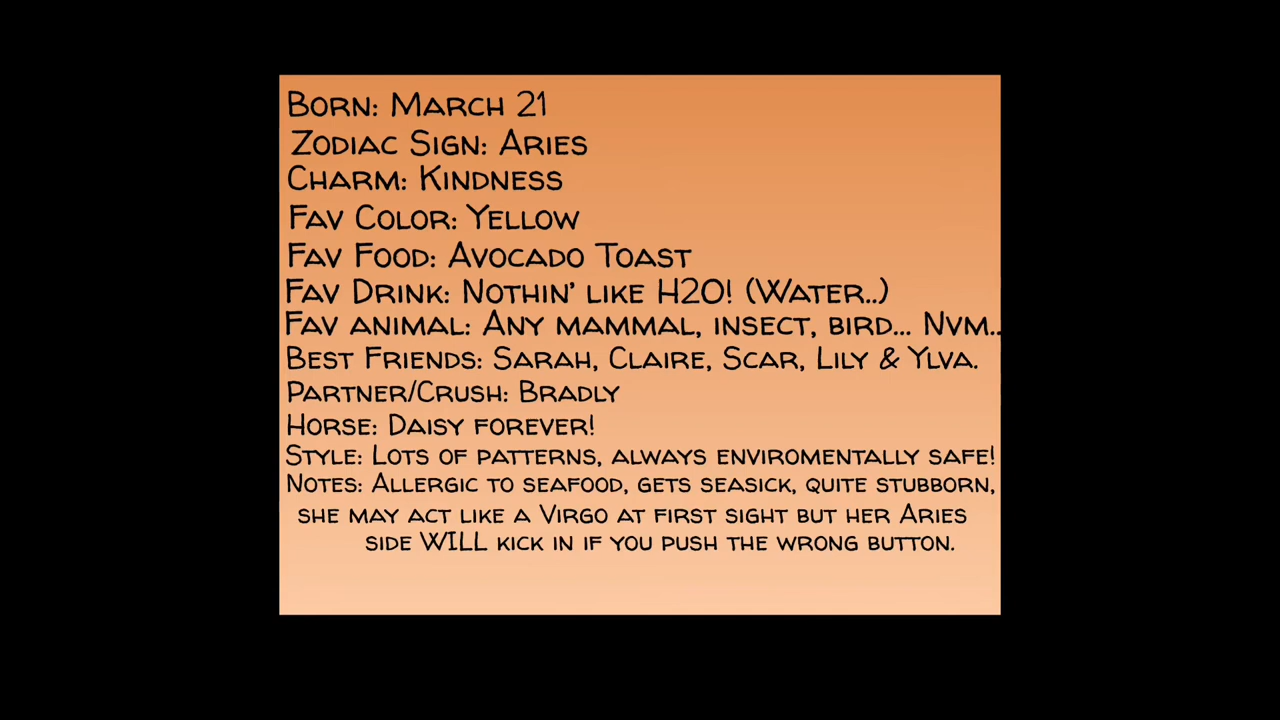 Born: March 21
Zodiac Sign: Aries
Charm: Kindness
Fav Color: Yellow
Fav Food: Avocado Toast
Fav Drink: Nothin' like H2O! (Water..)
Fav animal: Any mammal, insect, bird... Nvm..
Best Friends: Sarah, Claire, Scar, Lily & Ylva.
Partner/Crush: Bradly
Horse: Daisy forever!
Style: Lots of patterns, always enviromentally safe!
Notes: Allergic to seafood, gets seasick, quite stubborn,
she may act like a Virgo at first sight but her Aries
side WILL kick in if you push the wrong button.